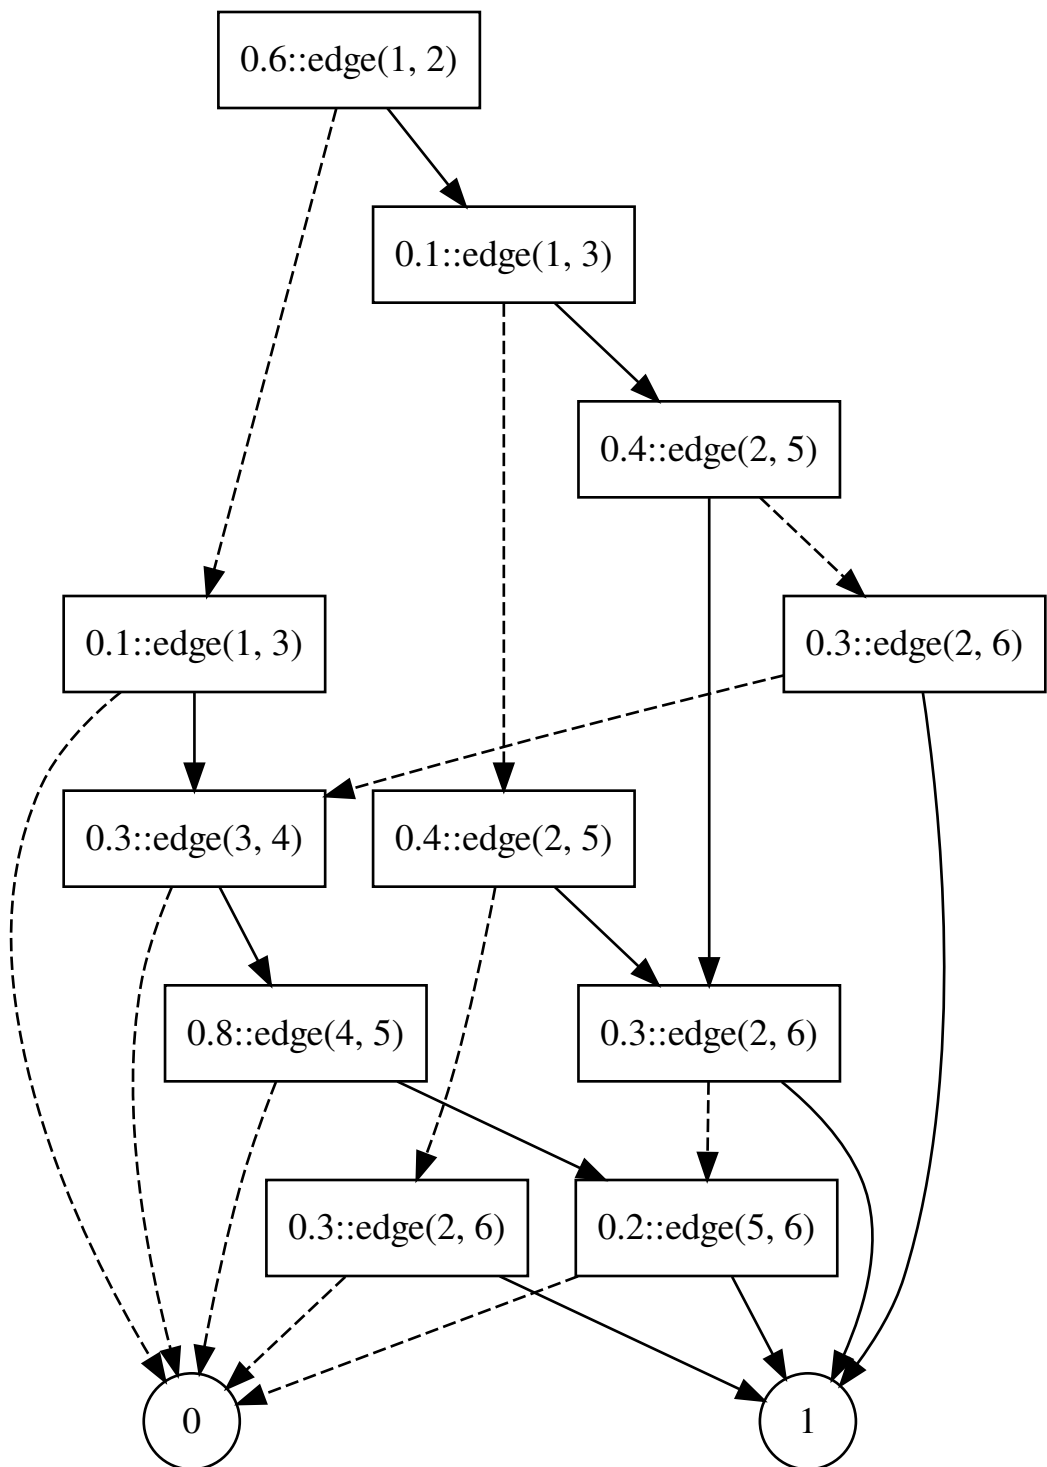 0.6::edge(1, 2)
0.1::edge(1, 3)
0.4::edge(2, 5)
0.1::edge(1, 3)
0.3::edge(2, 6)
0.3::edge(3, 4)
0.4::edge(2, 5)
0.8::edge(4, 5)
0.3::edge(2, 6)
0.3::edge(2, 6)
0.2::edge(5, 6)
0
1